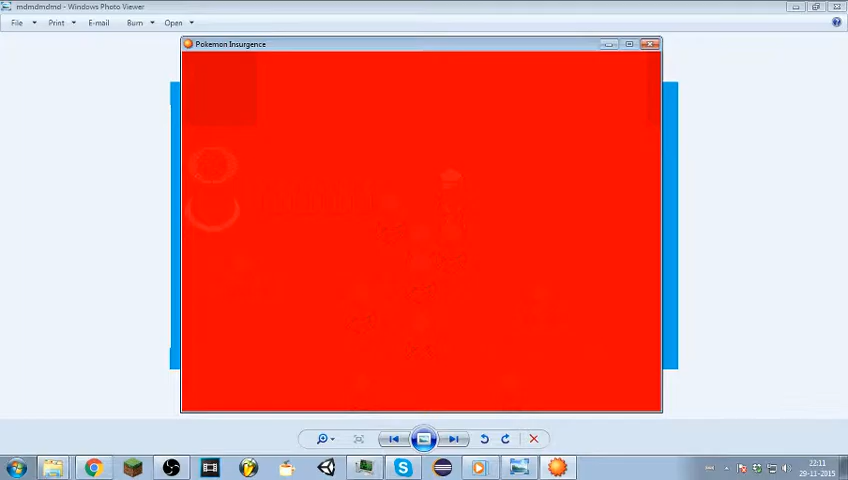 mdmdmdmd - Windows Photo Viewer
File Print E-mail Burn Open
Pokemon Insurgence
22:11
29-11-2015